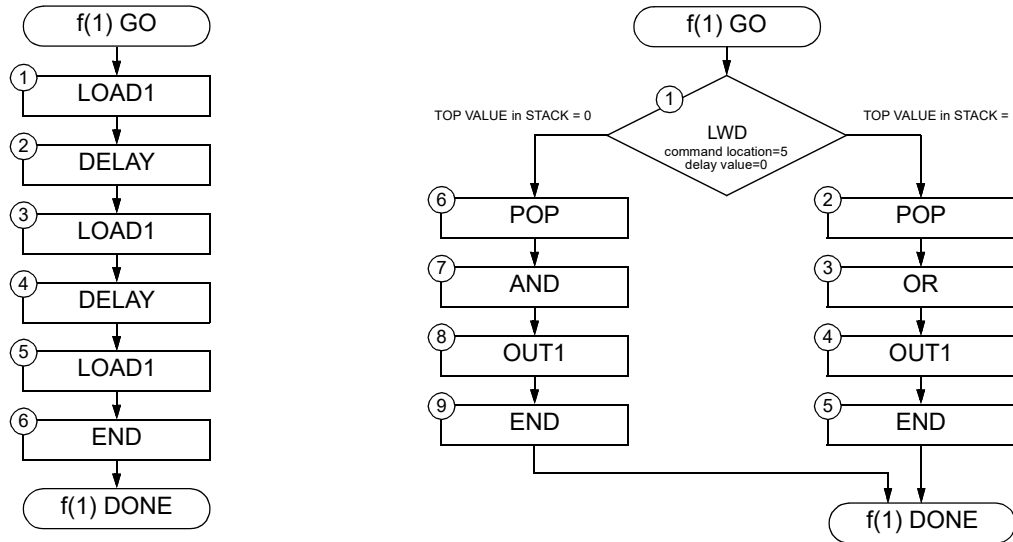 f(1) GO
1
LOAD1
2
DELAY
3
LOAD1
4
DELAY
5
LOAD1
6
END
f(1) DONE
f(1) GO
1
TOP VALUE in STACK = 0
TOP VALUE in STACK =
LWD
command location=5
delay value=0
6
POP
7
AND
8
OUT1
9
END
2
POP
3
OR
4
OUT1
5
END
f(1) DONE